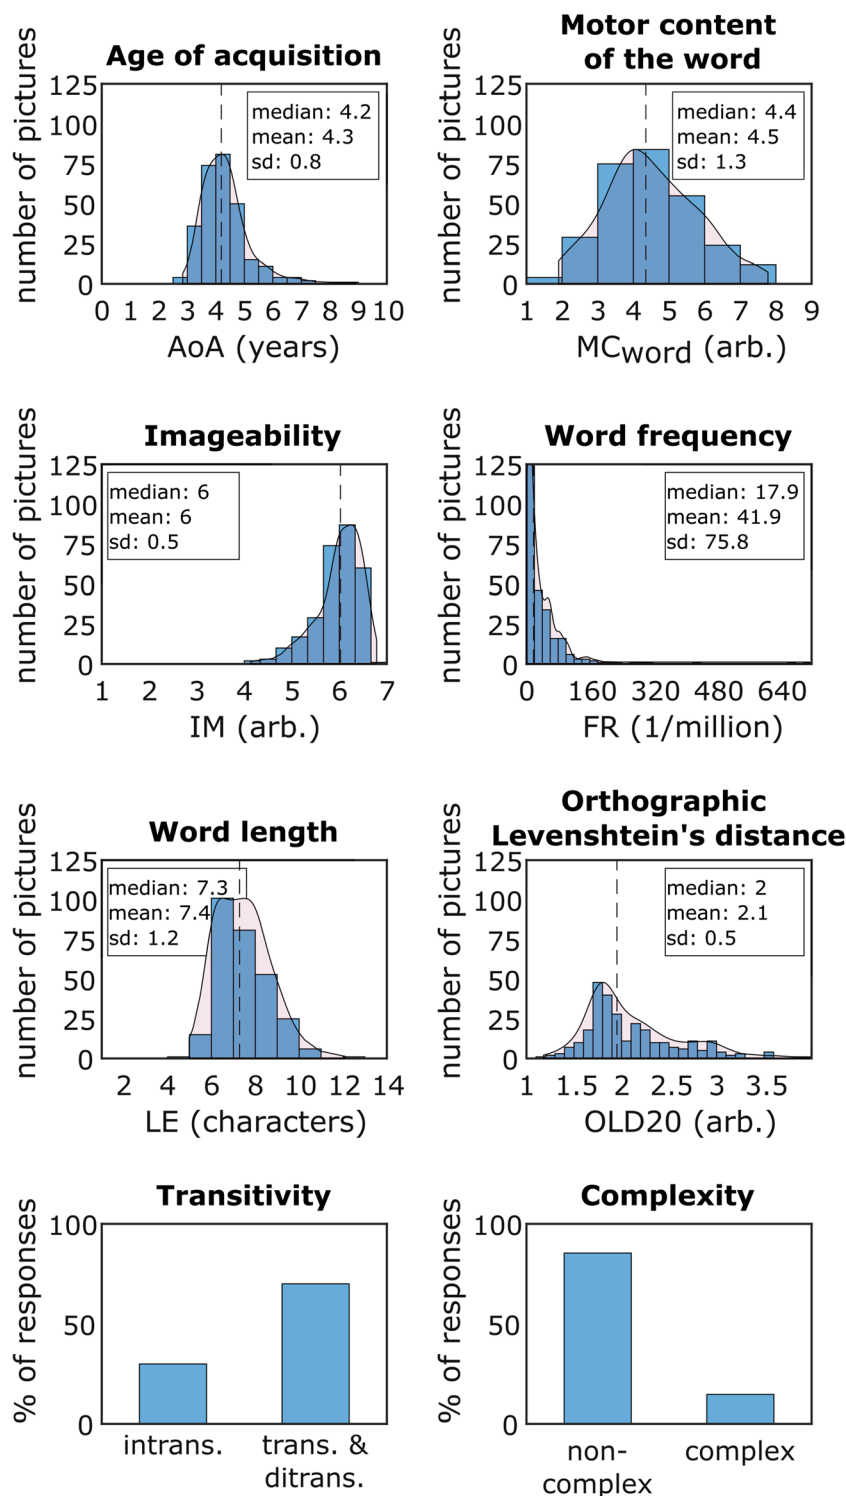 Age of acquisition
number of pictures
125
100
75
50
25
0
median: 4.2
mean: 4.3
sd: 0.8
0 1 2 3 4 5 6 7 8 9 10
AoA (years)
Motor content
of the word
number of pictures
125
100
75
50
25
0
median: 4.4
mean: 4.5
sd: 1.3
1 2 3 4 5 6 7 8 9
MCword (arb.)
Imageability
number of pictures
125
100
75
50
25
0
median: 6
mean: 6
sd: 0.5
1 2 3 4 5 6 7
IM (arb.)
Word frequency
number of pictures
125
100
75
50
25
0
median: 17.9
mean: 41.9
sd: 75.8
0 160 320 480 640
FR (1/million)
Word length
number of pictures
125
100
75
50
25
0
median: 7.3
mean: 7.4
sd: 1.2
2 4 6 8 10 12 14
LE (characters)
Orthographic
Levenshtein's distance
number of pictures
125
100
75
50
25
0
median: 2
mean: 2.1
sd: 0.5
1 1.5 2 2.5 3 3.5
OLD20 (arb.)
Transitivity
% of responses
100
50
0
intrans. trans. &
ditrans.
Complexity
% of responses
100
50
0
non- complex
complex